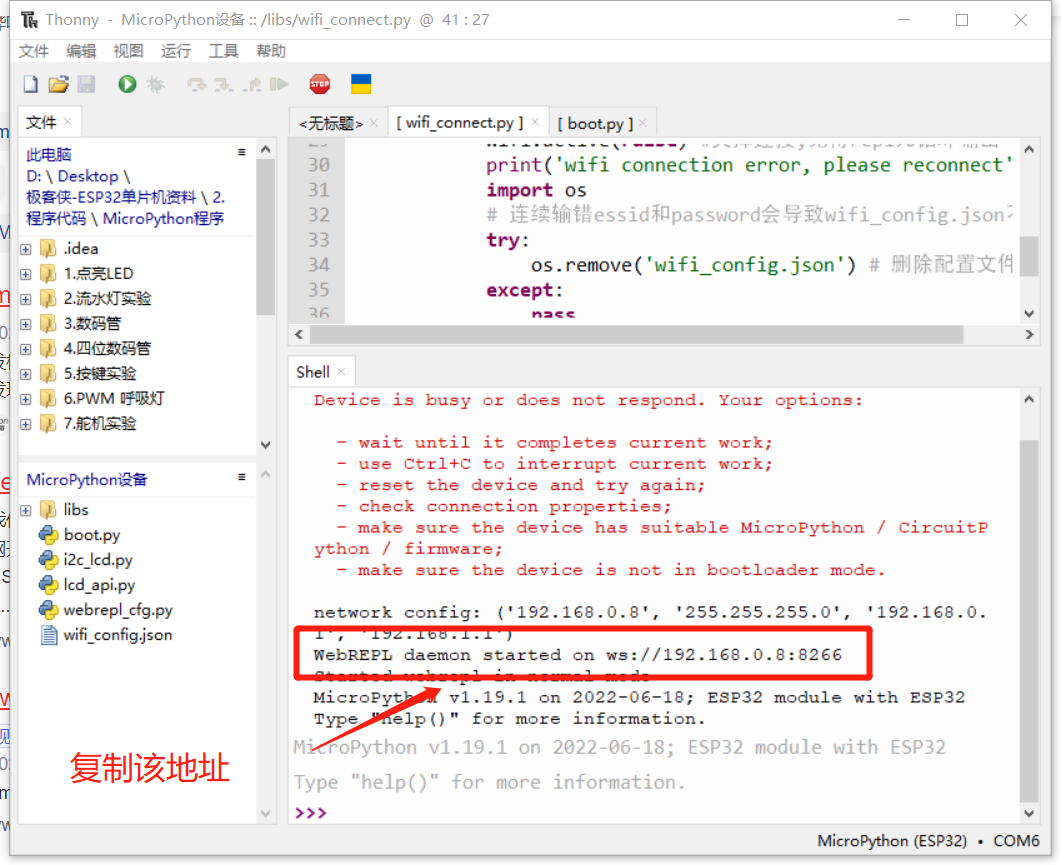 Thonny - MicroPython设备 :: /libs/wifi_connect.py @ 41 : 27
文件 编辑 视图 运行 工具 帮助
文件
此电脑
D: \ Desktop \
极客侠-ESP32单片机资料 \ 2.
程序代码 \ MicroPython程序
.idea
1.点亮LED
2.流水灯实验
3.数码管
4.四位数码管
5.按键实验
6.PWM 呼吸灯
7.舵机实验
MicroPython设备
libs
boot.py
i2c_lcd.py
lcd_api.py
webrepl_cfg.py
wifi_config.json
复制该地址
<无标题> [ wifi_connect.py ] [ boot.py ]
30 print('wifi connection error, please reconnect'
31 import os
32 # 连续输错essid和password会导致wifi_config.json
33 try:
34 os.remove('wifi_config.json') # 删除配置文件
35 except:
36 pass
Shell
Device is busy or does not respond. Your options:
- wait until it completes current work;
- use Ctrl+C to interrupt current work;
- reset the device and try again;
- check connection properties;
- make sure the device has suitable MicroPython / CircuitP
ython / firmware;
- make sure the device is not in bootloader mode.
network config: ('192.168.0.8', '255.255.255.0', '192.168.0.
1', '192.168.1.1')
WebREPL daemon started on ws://192.168.0.8:8266
Started webrepl in normal mode
MicroPython v1.19.1 on 2022-06-18; ESP32 module with ESP32
Type "help()" for more information.
MicroPython v1.19.1 on 2022-06-18; ESP32 module with ESP32
Type "help()" for more information.
>>>
MicroPython (ESP32) • COM6